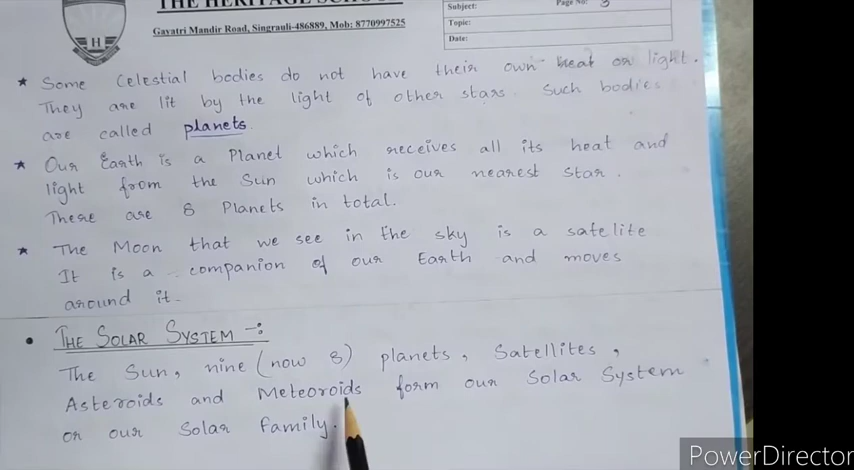 THE HERITAGE SCHOOL
Gayatri Mandir Road, Singrauli-486889, Mob: 8770997525
Subject:
Page No: 3
Topic:
Date:
★ Some Celestial bodies do not have their own heat or light.
They are lit by the light of other stars. Such bodies
are called planets.
★ Our Earth is a Planet which receives all its heat and
light from the Sun which is our nearest star.
There are 8 Planets in total.
★ The Moon that we see in the sky is a satelite
It is a companion of our Earth and moves
around it.
• THE SOLAR SYSTEM -:
The Sun, nine (now 8) planets, Satellites,
Asteroids and Meteoroids form our Solar System
or our Solar family.
H
PowerDirector